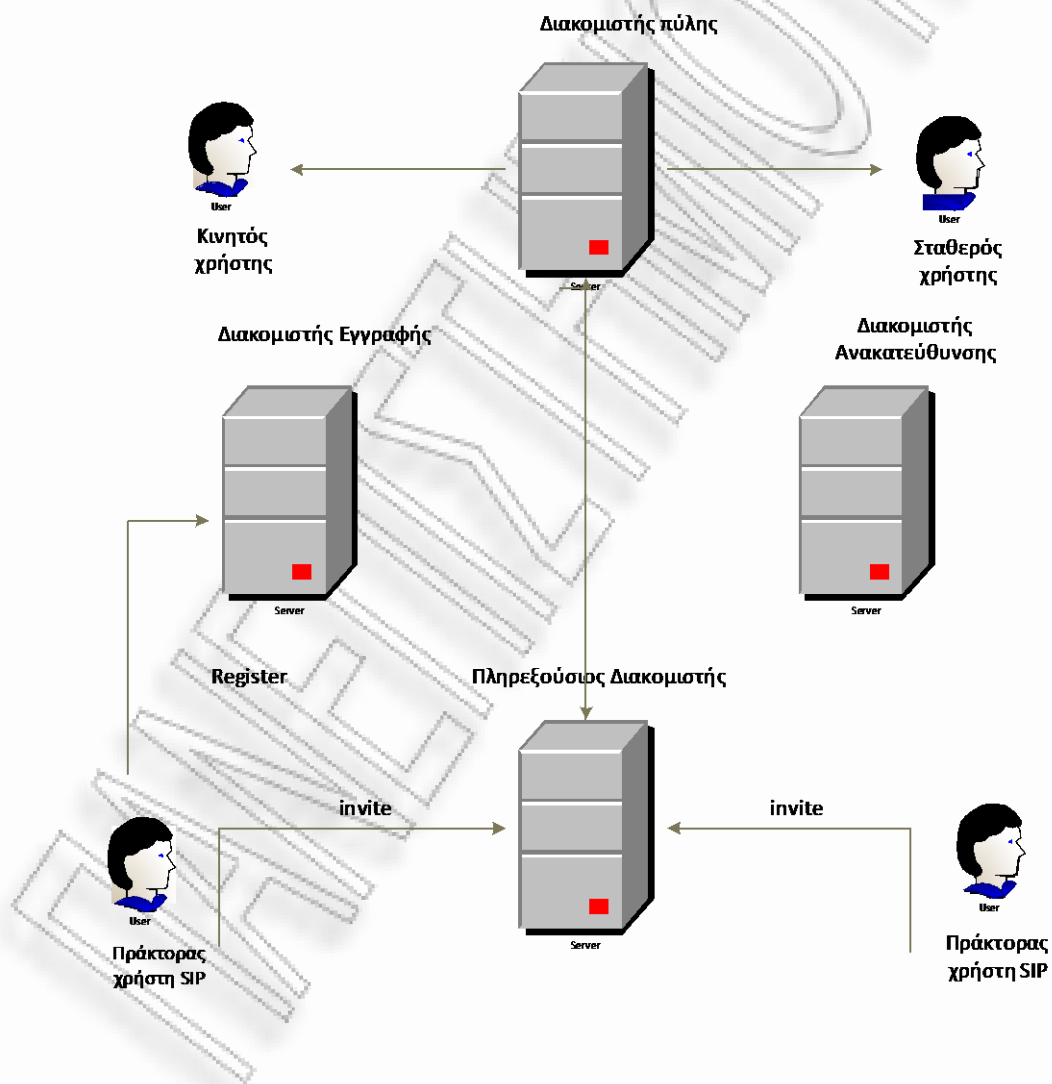 Διακομιστής πύλης
User
Κινητός
χρήστης
User
Σταθερός
χρήστης
Server
Διακομιστής Εγγραφής
Διακομιστής
Ανακατεύθυνσης
Server
Server
Register
Πληρεξούσιος Διακομιστής
invite
invite
User
Πράκτορας
χρήστη SIP
Server
User
Πράκτορας
χρήστη SIP